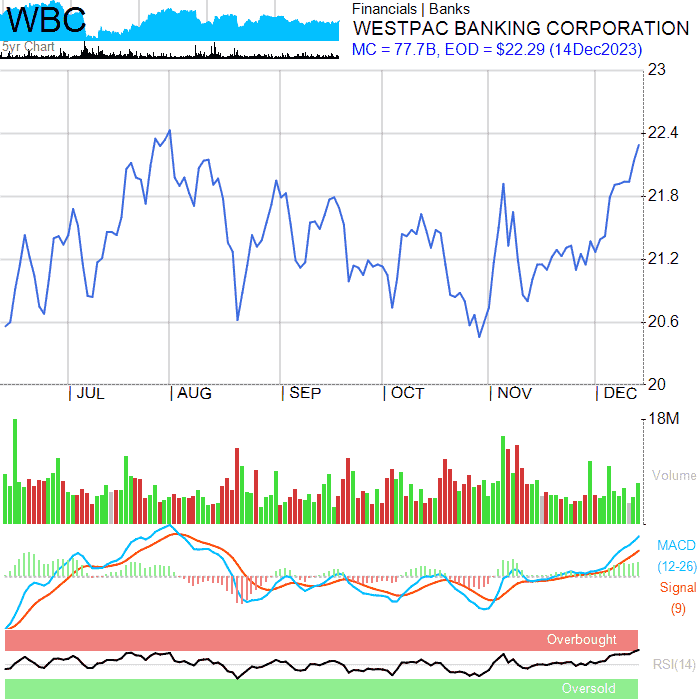 WBC
5yr Chart
Financials | Banks
WESTPAC BANKING CORPORATION
MC = 77.7B, EOD = $22.29 (14Dec2023)
23
22.4
21.8
21.2
20.6
20
| JUL | AUG | SEP | OCT | NOV | DEC
18M
Volume
MACD
(12-26)
Signal
(9)
Overbought
RSI(14)
Oversold